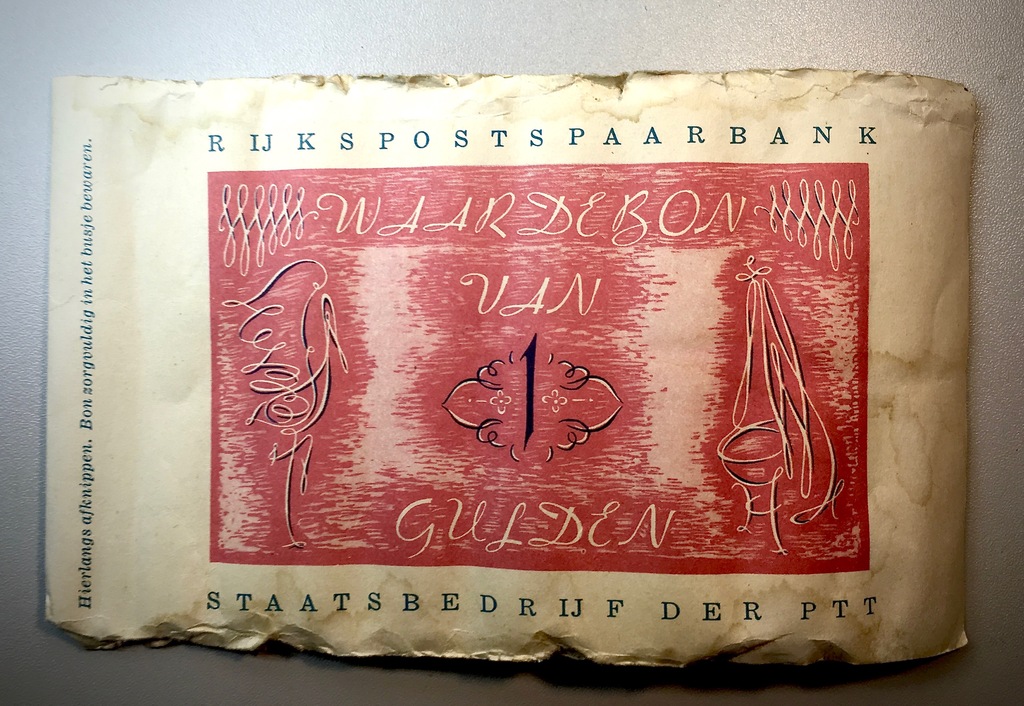 Hierlangs afknippen. Bon zorgvuldig in het busje bewaren.
RIJKSPOSTSPAARBANK
WAARDEBON
VAN
1
GULDEN
STAATSBEDRIJF DER PTT